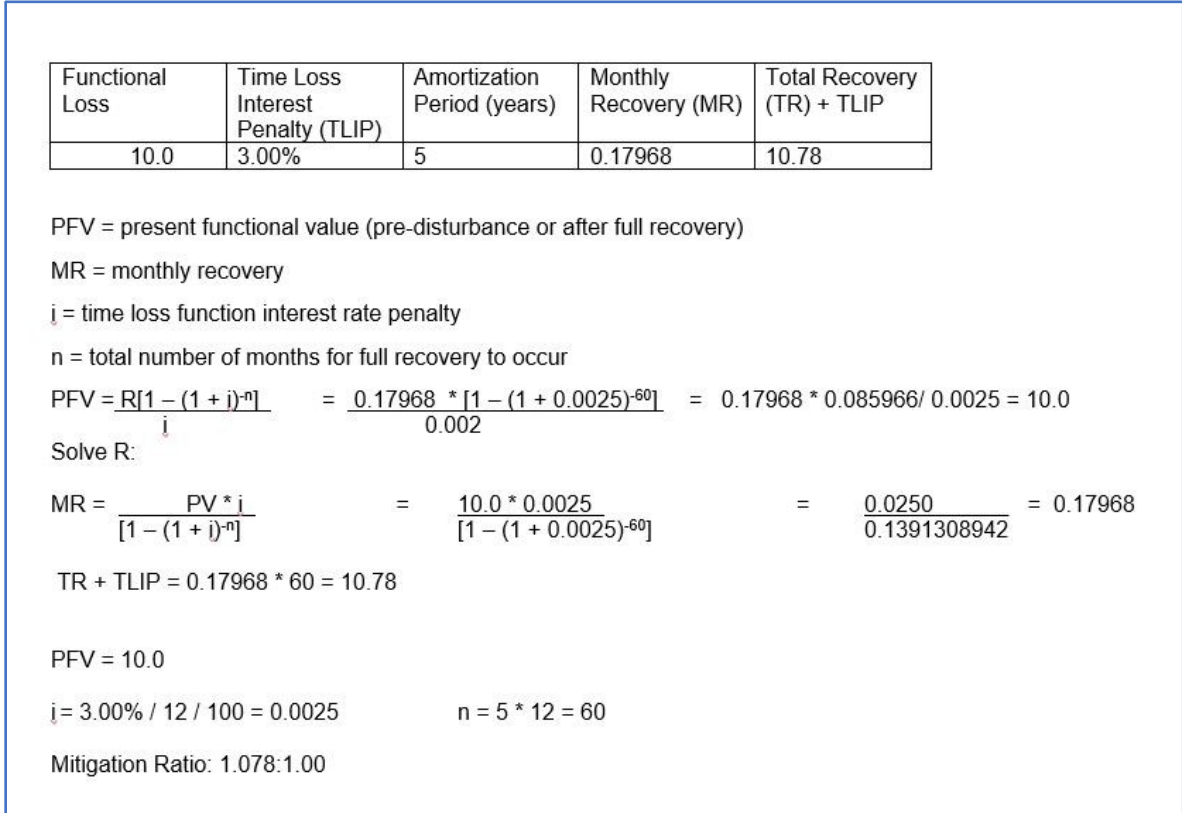 Functional Loss | Time Loss Interest Penalty (TLIP) | Amortization Period (years) | Monthly Recovery (MR) | Total Recovery (TR) + TLIP
10.0 | 3.00% | 5 | 0.17968 | 10.78
PFV = present functional value (pre-disturbance or after full recovery)
MR = monthly recovery
i = time loss function interest rate penalty
n = total number of months for full recovery to occur
PFV = R[1 – (1 + i)-n] = 0.17968 * [1 – (1 + 0.0025)-60] = 0.17968 * 0.085966/ 0.0025 = 10.0
i 0.002
Solve R:
MR = PV * i = 10.0 * 0.0025 = 0.0250 = 0.17968
[1 – (1 + i)-n] [1 – (1 + 0.0025)-60] 0.1391308942
TR + TLIP = 0.17968 * 60 = 10.78
PFV = 10.0
i = 3.00% / 12 / 100 = 0.0025 n = 5 * 12 = 60
Mitigation Ratio: 1.078:1.00